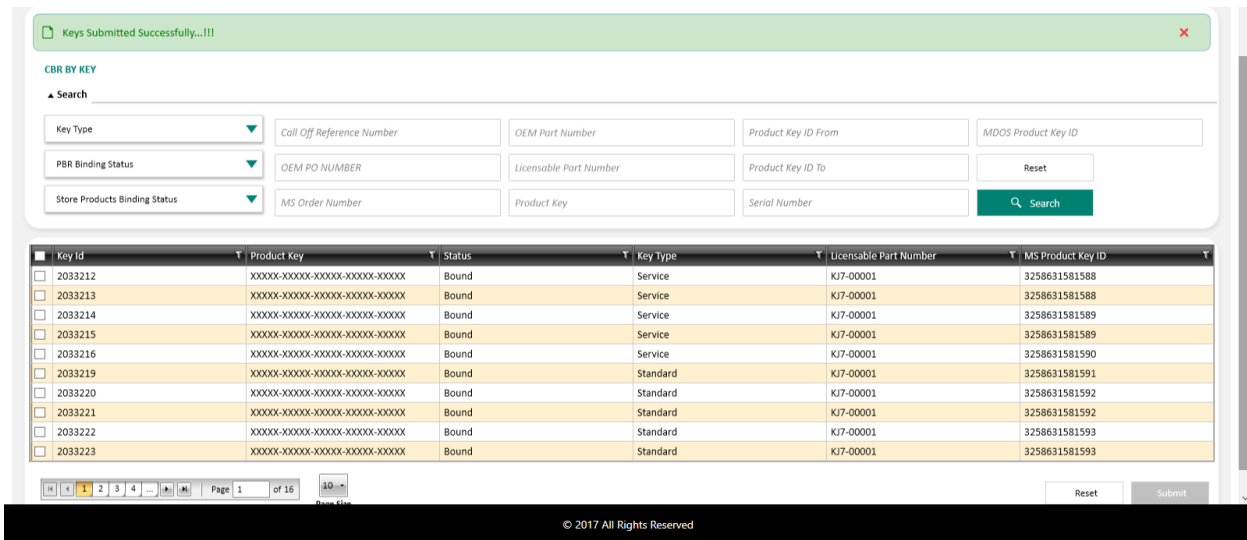 Keys Submitted Successfully...!!!
CBR BY KEY
Search
Key Type Call Off Reference Number OEM Part Number Product Key ID From MDOS Product Key ID
PBR Binding Status OEM PO NUMBER Licensable Part Number Product Key ID To Reset
Store Products Binding Status MS Order Number Product Key Serial Number Search
Key Id Product Key Status Key Type Licensable Part Number MS Product Key ID
2033212 XXXXX-XXXXX-XXXXX-XXXXX-XXXXX Bound Service KJ7-00001 3258631581588
2033213 XXXXX-XXXXX-XXXXX-XXXXX-XXXXX Bound Service KJ7-00001 3258631581588
2033214 XXXXX-XXXXX-XXXXX-XXXXX-XXXXX Bound Service KJ7-00001 3258631581589
2033215 XXXXX-XXXXX-XXXXX-XXXXX-XXXXX Bound Service KJ7-00001 3258631581589
2033216 XXXXX-XXXXX-XXXXX-XXXXX-XXXXX Bound Service KJ7-00001 3258631581590
2033219 XXXXX-XXXXX-XXXXX-XXXXX-XXXXX Bound Standard KJ7-00001 3258631581591
2033220 XXXXX-XXXXX-XXXXX-XXXXX-XXXXX Bound Standard KJ7-00001 3258631581592
2033221 XXXXX-XXXXX-XXXXX-XXXXX-XXXXX Bound Standard KJ7-00001 3258631581592
2033222 XXXXX-XXXXX-XXXXX-XXXXX-XXXXX Bound Standard KJ7-00001 3258631581593
2033223 XXXXX-XXXXX-XXXXX-XXXXX-XXXXX Bound Standard KJ7-00001 3258631581593
1 2 3 4 ... Page 1 of 16 10 Reset Submit
Page Size
© 2017 All Rights Reserved